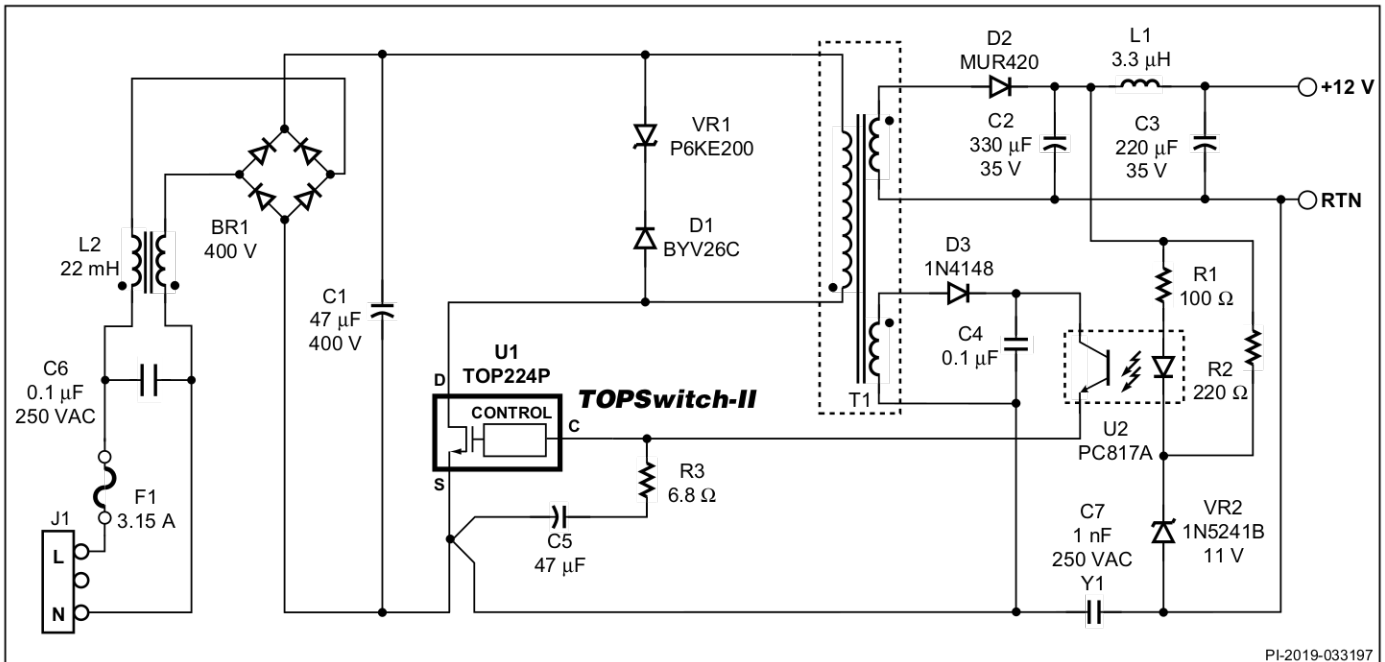 D2
MUR420
L1
3.3 μH
+12 V
VR1
P6KE200
C2
330 μF
35 V
C3
220 μF
35 V
RTN
BR1
400 V
L2
22 mH
D1
BYV26C
D3
1N4148
R1
100 Ω
C1
47 μF
400 V
C4
0.1 μF
R2
220 Ω
U1
TOP224P
D
TOPSwitch-II
T1
CONTROL
C
S
C6
0.1 μF
250 VAC
U2
PC817A
R3
6.8 Ω
F1
3.15 A
J1
L
N
C5
47 μF
C7
1 nF
250 VAC
Y1
VR2
1N5241B
11 V
PI-2019-033197